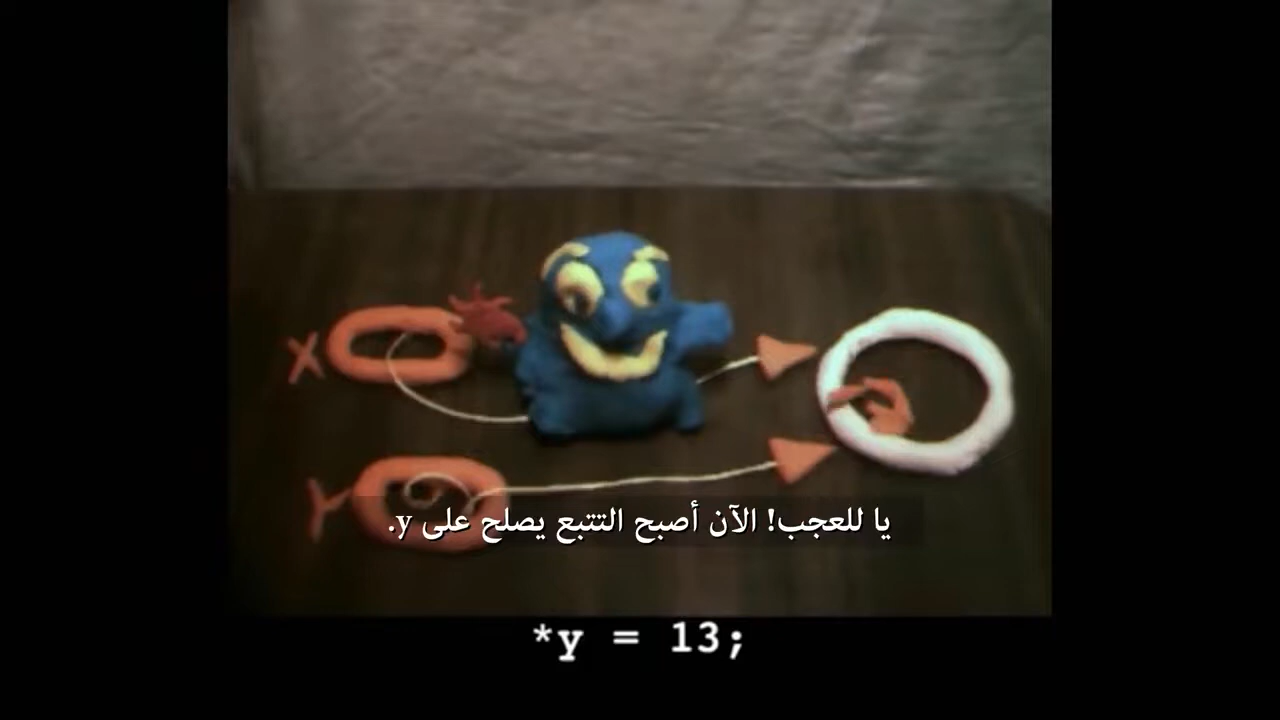 X
Y
يا للعجب! الآن أصبح التتبع يصلح على y.
*y = 13;